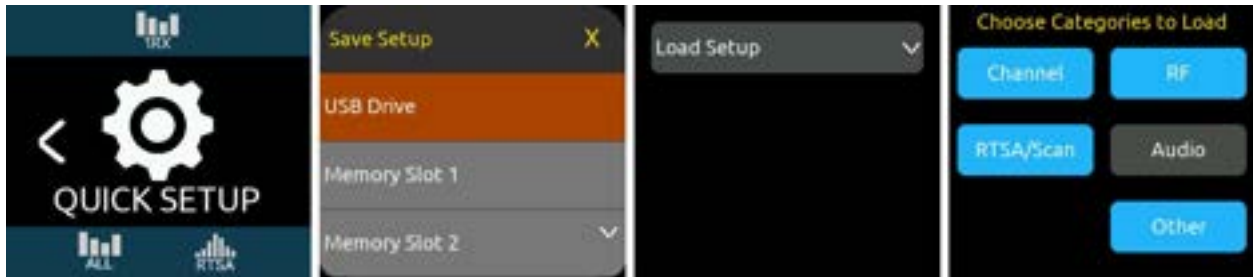 1RX
QUICK SETUP
ALL RTSA
Save Setup X
USB Drive
Memory Slot 1
Memory Slot 2
Load Setup
Choose Categories to Load
Channel RF
RTSA/Scan Audio
Other